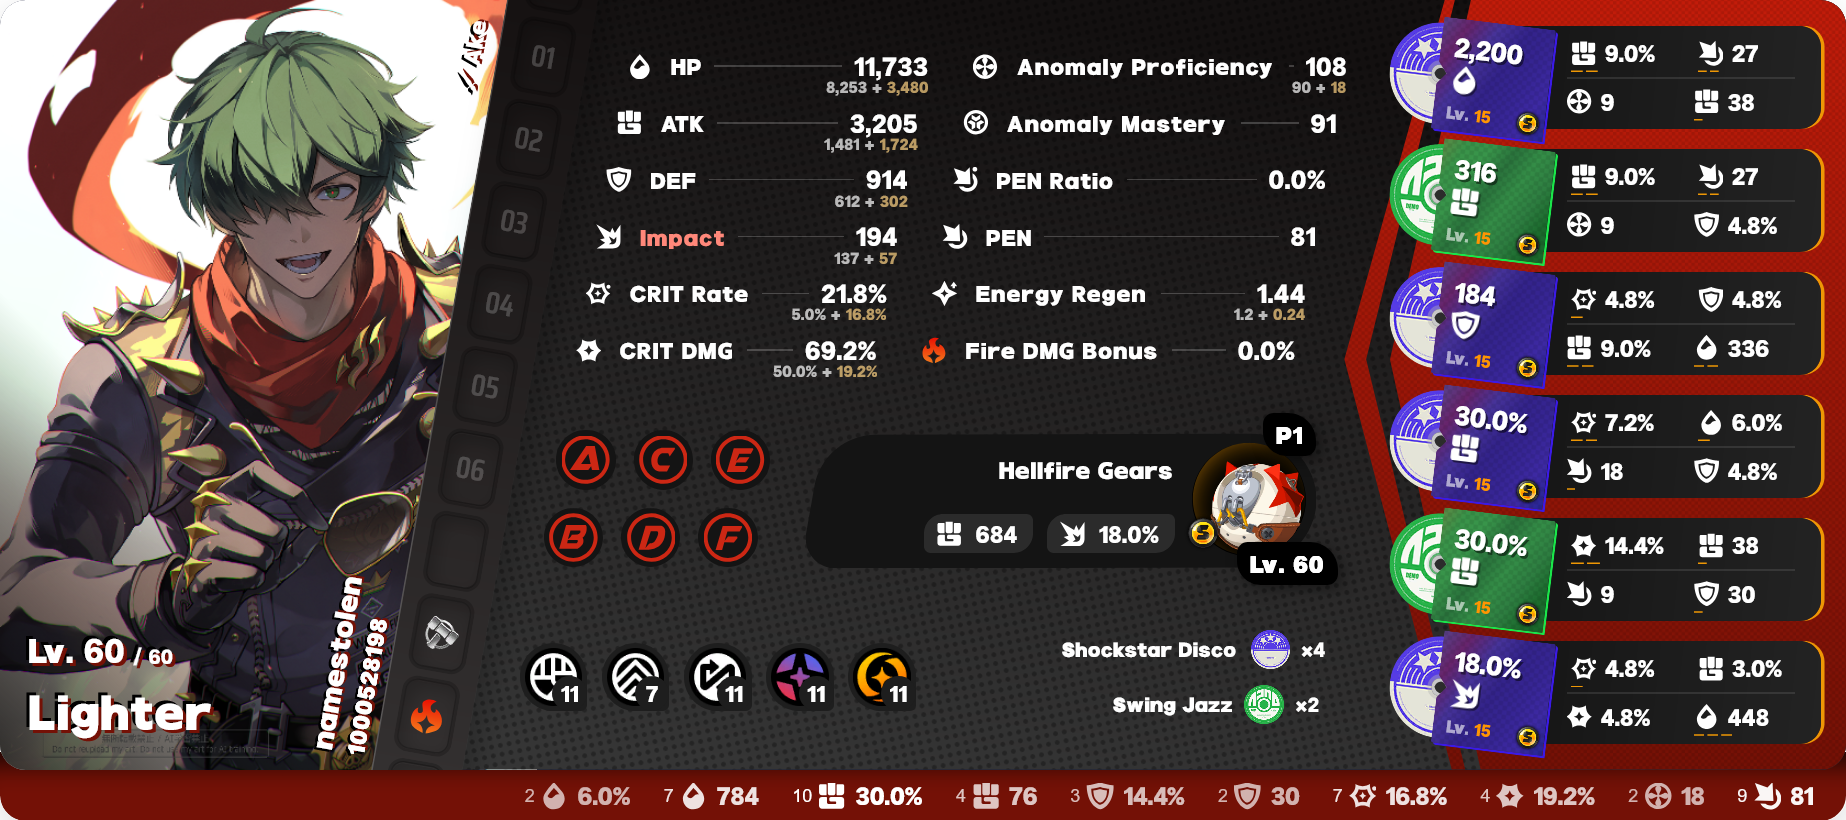 Ake
Lv. 60 / 60
Lighter
namestolen
1000528198
01
02
03
04
05
06
HP 11,733
8,253 + 3,480
ATK 3,205
1,481 + 1,724
DEF 914
612 + 302
Impact 194
137 + 57
CRIT Rate 21.8%
5.0% + 16.8%
CRIT DMG 69.2%
50.0% + 19.2%
Anomaly Proficiency 108
90 + 18
Anomaly Mastery 91
PEN Ratio 0.0%
PEN 81
Energy Regen 1.44
1.2 + 0.24
Fire DMG Bonus 0.0%
A C E
B D F
P1
Hellfire Gears
684 18.0%
S
Lv. 60
11 7 11 11 11
Shockstar Disco ×4
Swing Jazz ×2
2,200
Lv. 15 S
9.0% 27
9 38
316
Lv. 15 S
9.0% 27
9 4.8%
184
Lv. 15 S
4.8% 4.8%
9.0% 336
30.0%
Lv. 15 S
7.2% 6.0%
18 4.8%
30.0%
Lv. 15 S
14.4% 38
9 30
18.0%
Lv. 15 S
4.8% 3.0%
4.8% 448
2 6.0% 7 784 10 30.0% 4 76 3 14.4% 2 30 7 16.8% 4 19.2% 2 18 9 81